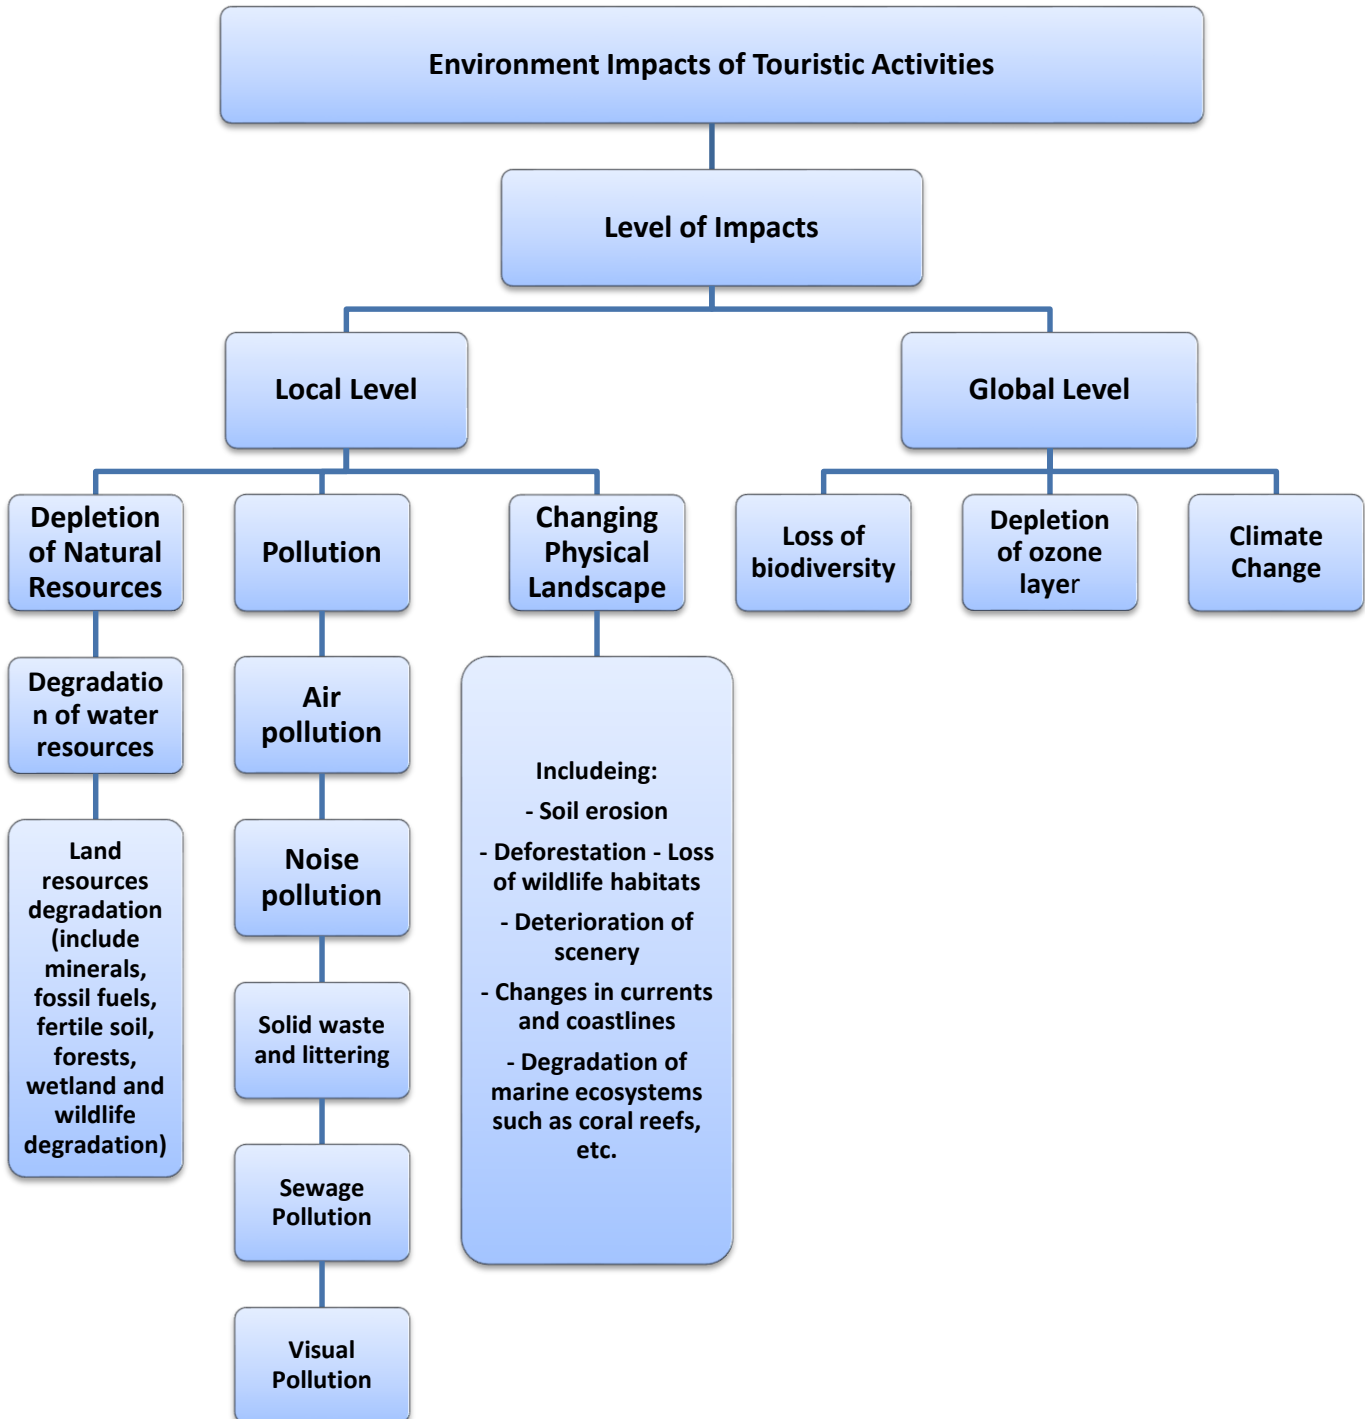 Environment Impacts of Touristic Activities
Level of Impacts
Local Level
Global Level
Depletion
of Natural
Resources
Pollution
Changing
Physical
Landscape
Loss of
biodiversity
Depletion
of ozone
layer
Climate
Change
Degradatio
n of water
resources
Air
pollution
Includeing:
- Soil erosion
- Deforestation - Loss
of wildlife habitats
- Deterioration of
scenery
- Changes in currents
and coastlines
- Degradation of
marine ecosystems
such as coral reefs,
etc.
Land
resources
degradation
(include
minerals,
fossil fuels,
fertile soil,
forests,
wetland and
wildlife
degradation)
Noise
pollution
Solid waste
and littering
Sewage
Pollution
Visual
Pollution